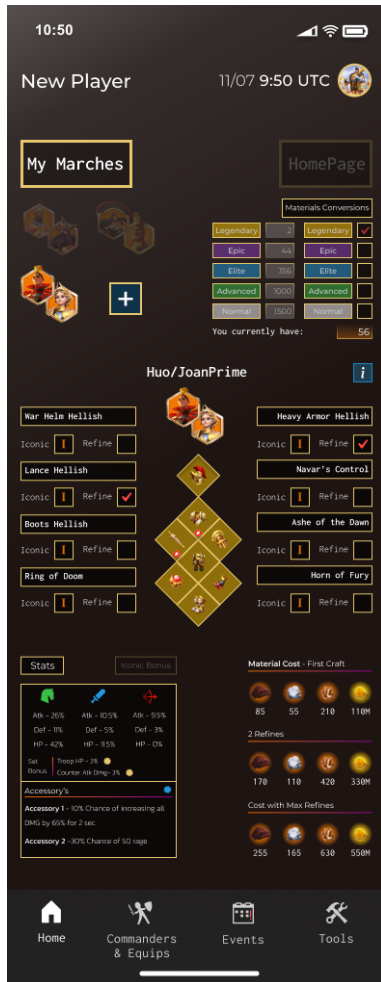 10:50
New Player
11/07 9:50 UTC
My Marches
HomePage
Materials Conversions
Legendary 2 Legendary
Epic 44 Epic
Elite 356 Elite
Advanced 1000 Advanced
Normal 1500 Normal
You currently have: 56
Huo/JoanPrime
i
War Helm Hellish
Heavy Armor Hellish
Iconic I Refine
Iconic I Refine
Lance Hellish
Navar's Control
Iconic I Refine
Iconic I Refine
Boots Hellish
Ashe of the Dawn
Iconic I Refine
Iconic I Refine
Ring of Doom
Horn of Fury
Iconic I Refine
Iconic I Refine
Stats
Iconic Bonus
Atk - 26% Atk - 10.5% Atk - 9.5%
Def - 11% Def - 5% Def - 3%
HP - 42% HP - 11.5% HP - 0%
Set Bonus
Troop HP - 3%
Counter Atk Dmg- 3%
Accessory's
Accessory 1 - 10% Chance of increasing all
DMG by 65% for 2 sec
Accessory 2 -30% Chance of 50 rage
Material Cost - First Craft
85 55 210 110M
2 Refines
170 110 420 330M
Cost with Max Refines
255 165 630 550M
Home
Commanders
& Equips
Events
Tools